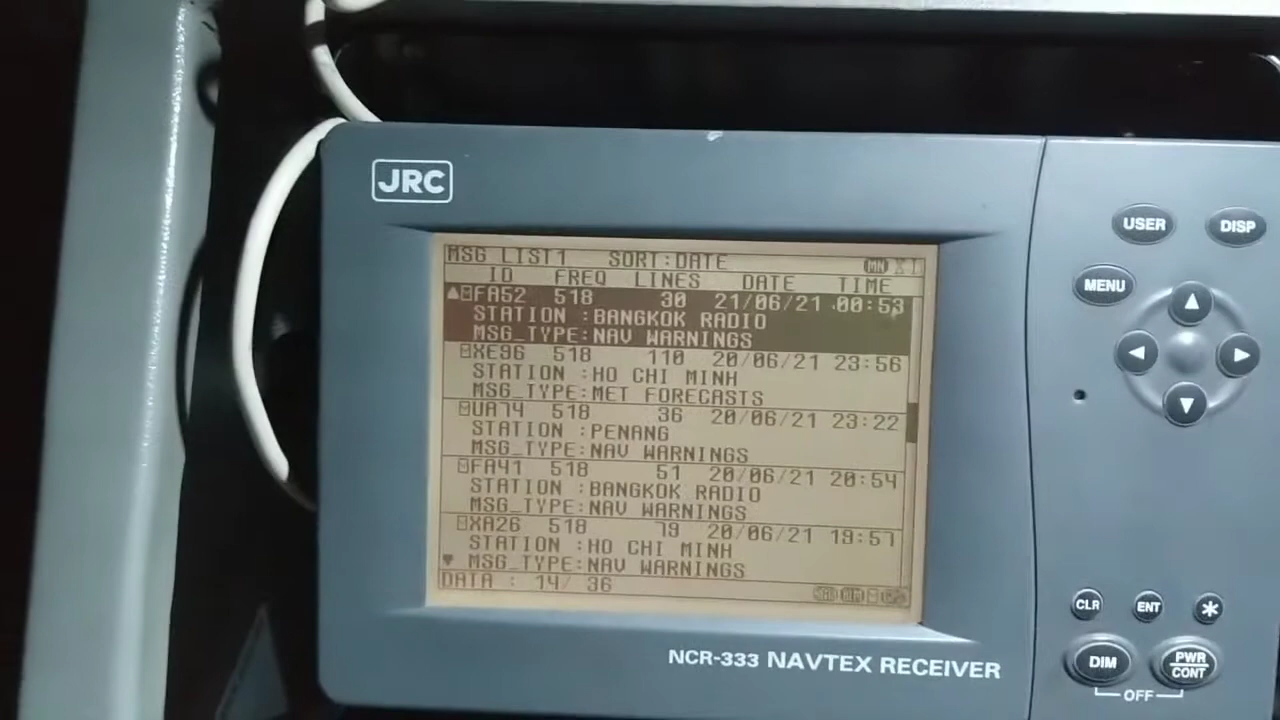 JRC
MSG LIST1 SORT:DATE
ID FREQ LINES DATE TIME
FA52 518 30 21/06/21 00:53
STATION :BANGKOK RADIO
MSG_TYPE:NAV WARNINGS
XE96 518 110 20/06/21 23:56
STATION :HO CHI MINH
MSG_TYPE:MET FORECASTS
UA74 518 36 20/06/21 23:22
STATION :PENANG
MSG_TYPE:NAV WARNINGS
FA41 518 51 20/06/21 20:54
STATION :BANGKOK RADIO
MSG_TYPE:NAV WARNINGS
XA26 518 79 20/06/21 19:57
STATION :HO CHI MINH
MSG_TYPE:NAV WARNINGS
DATA : 14/ 36
NCR-333 NAVTEX RECEIVER
USER DISP
MENU
CLR ENT *
DIM PWR
CONT
OFF